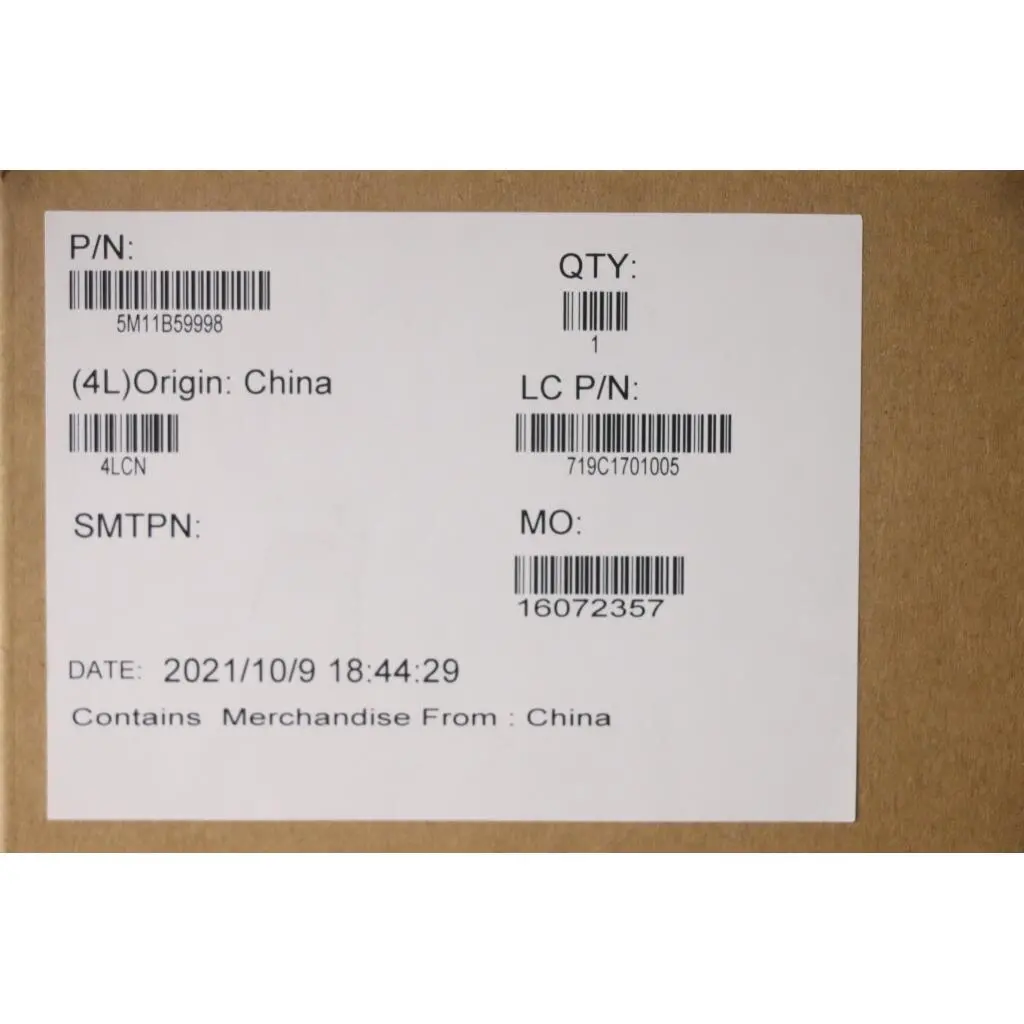 P/N:
5M11B59998
QTY:
1
(4L)Origin: China
4LCN
LC P/N:
719C1701005
SMTPN:
MO:
16072357
DATE: 2021/10/9 18:44:29
Contains Merchandise From : China